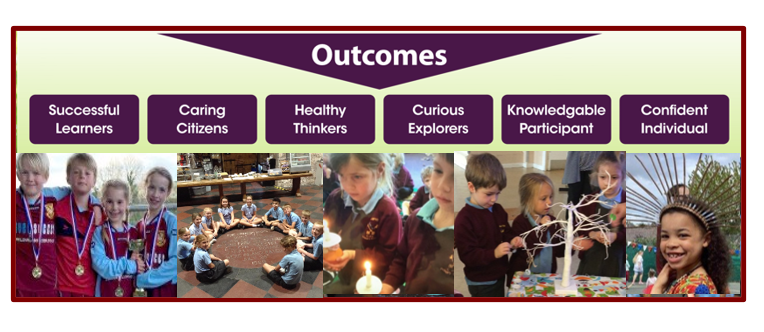 Outcomes
Successful
Learners
Caring
Citizens
Healthy
Thinkers
Curious
Explorers
Knowledgable
Participant
Confident
Individual